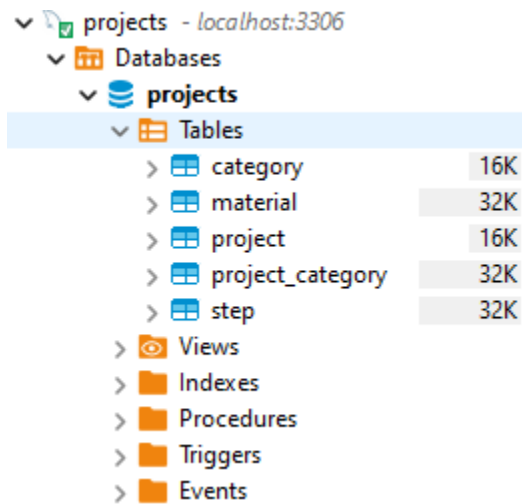 projects - localhost:3306
Databases
projects
Tables
category 16K
material 32K
project 16K
project_category 32K
step 32K
Views
Indexes
Procedures
Triggers
Events